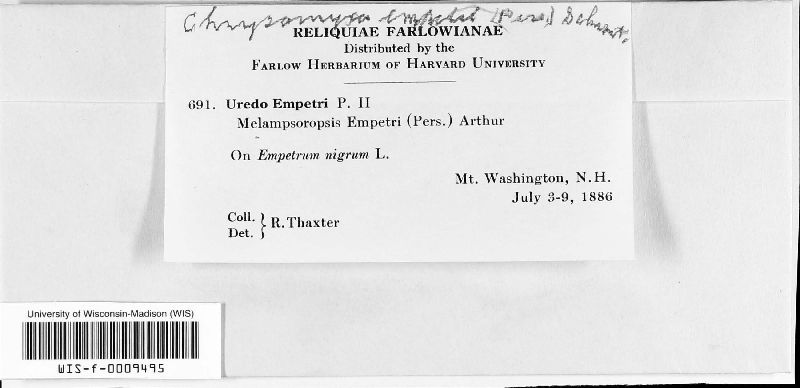 Chrysomyxa empetri (Pers.) Schroet.
RELIQUIAE FARLOWIANAE
Distributed by the
FARLOW HERBARIUM OF HARVARD UNIVERSITY
691. Uredo Empetri P. II
Melampsoropsis Empetri (Pers.) Arthur
On Empetrum nigrum L.
Mt. Washington, N.H.
July 3-9, 1886
Coll.
Det. } R. Thaxter
University of Wisconsin-Madison (WIS)
WIS-f-0009495